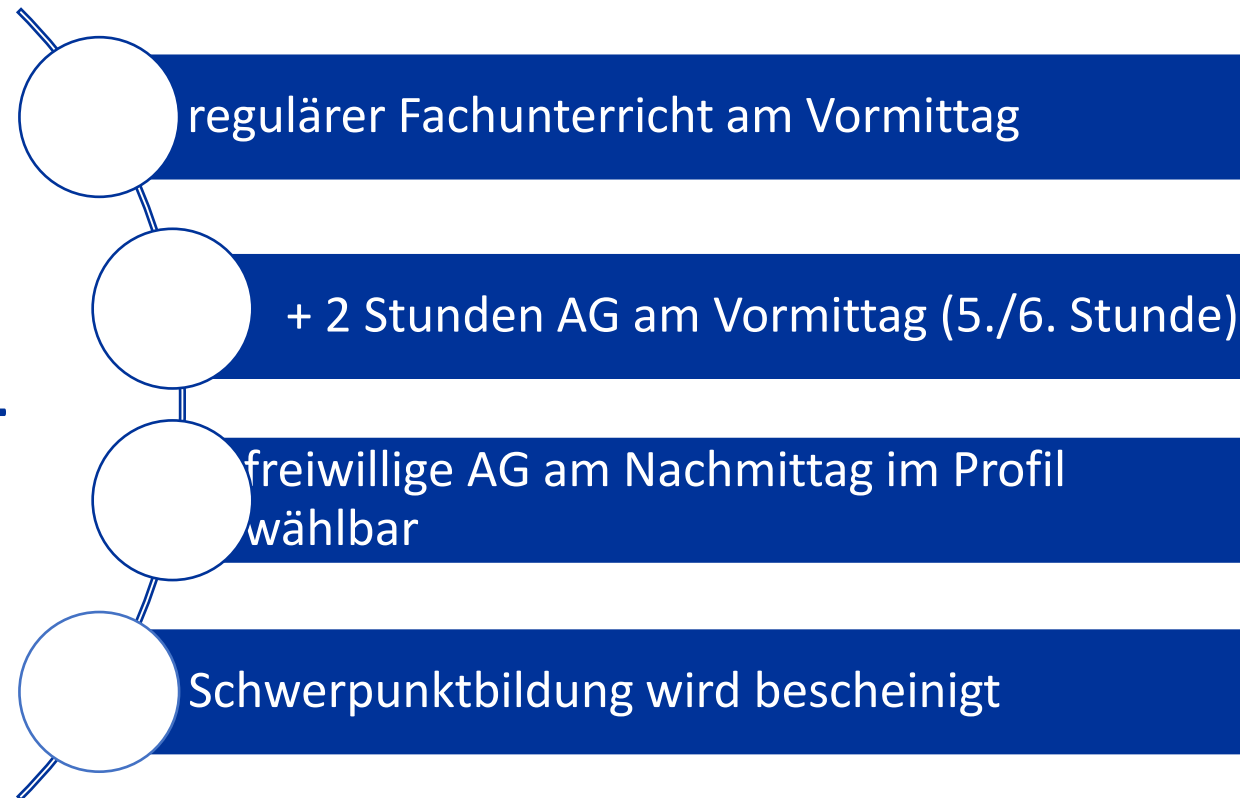 regulärer Fachunterricht am Vormittag
+ 2 Stunden AG am Vormittag (5./6. Stunde)
freiwillige AG am Nachmittag im Profil
wählbar
Schwerpunktbildung wird bescheinigt